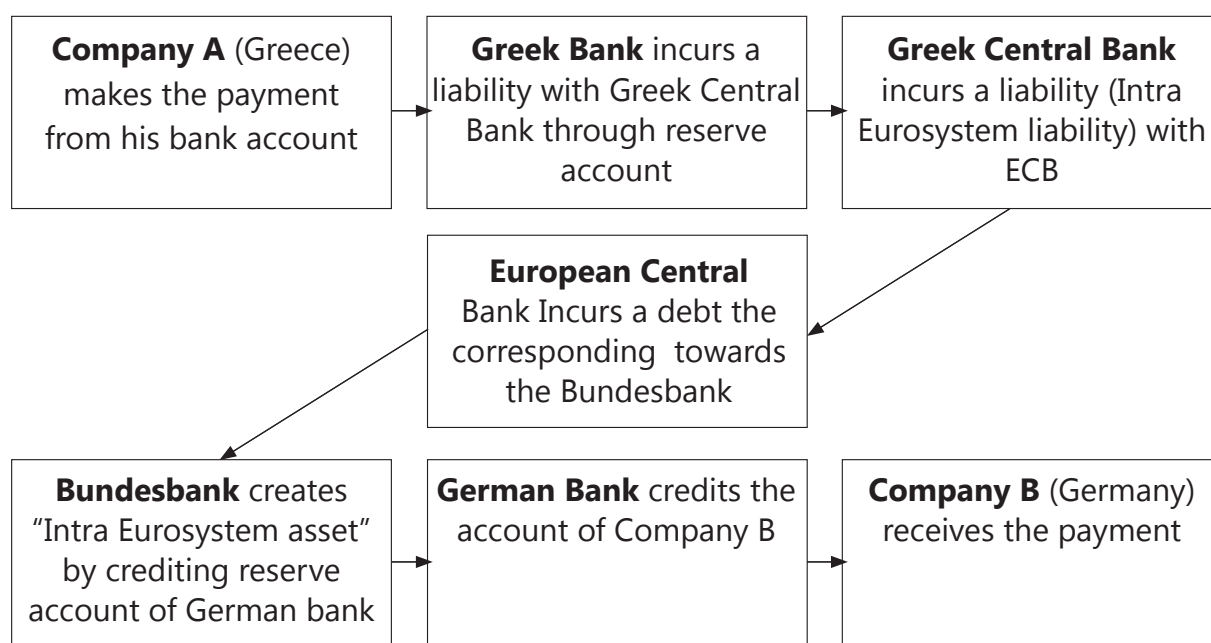 Company A (Greece)
makes the payment
from his bank account
Greek Bank incurs a
liability with Greek Central
Bank through reserve
account
Greek Central Bank
incurs a liability (Intra
Eurosystem liability) with
ECB
European Central
Bank Incurs a debt the
corresponding towards
the Bundesbank
Bundesbank creates
“Intra Eurosystem asset”
by crediting reserve
account of German bank
German Bank credits the
account of Company B
Company B (Germany)
receives the payment